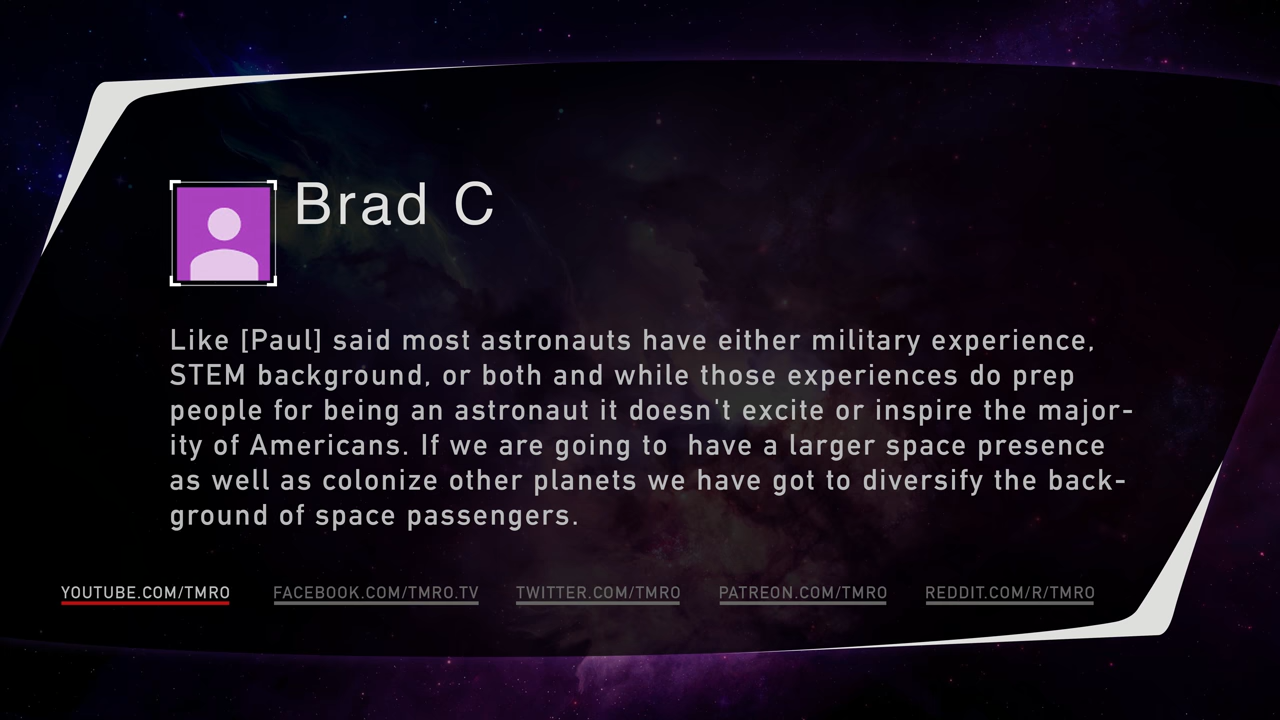 Brad C
Like [Paul] said most astronauts have either military experience,
STEM background, or both and while those experiences do prep
people for being an astronaut it doesn't excite or inspire the major-
ity of Americans. If we are going to  have a larger space presence
as well as colonize other planets we have got to diversify the back-
ground of space passengers.
YOUTUBE.COM/TMRO FACEBOOK.COM/TMRO.TV TWITTER.COM/TMRO PATREON.COM/TMRO REDDIT.COM/R/TMRO